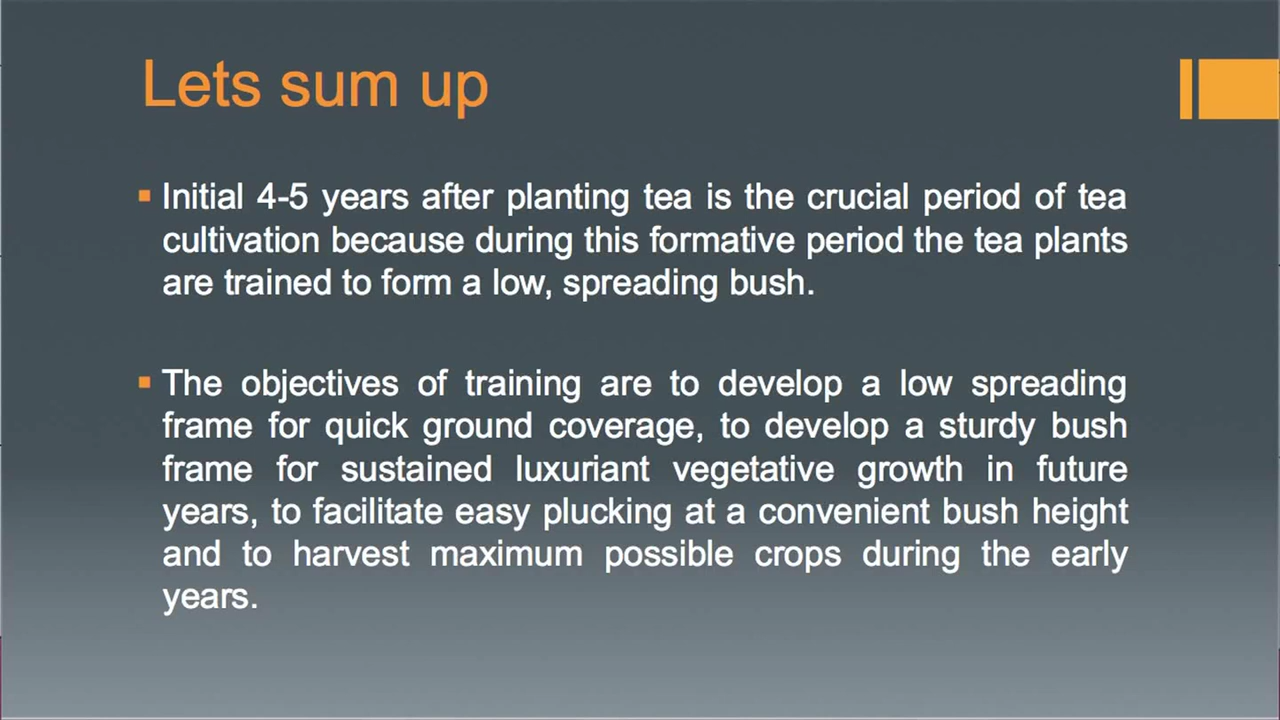 Lets sum up
Initial 4-5 years after planting tea is the crucial period of tea
cultivation because during this formative period the tea plants
are trained to form a low, spreading bush.
The objectives of training are to develop a low spreading
frame for quick ground coverage, to develop a sturdy bush
frame for sustained luxuriant vegetative growth in future
years, to facilitate easy plucking at a convenient bush height
and to harvest maximum possible crops during the early
years.